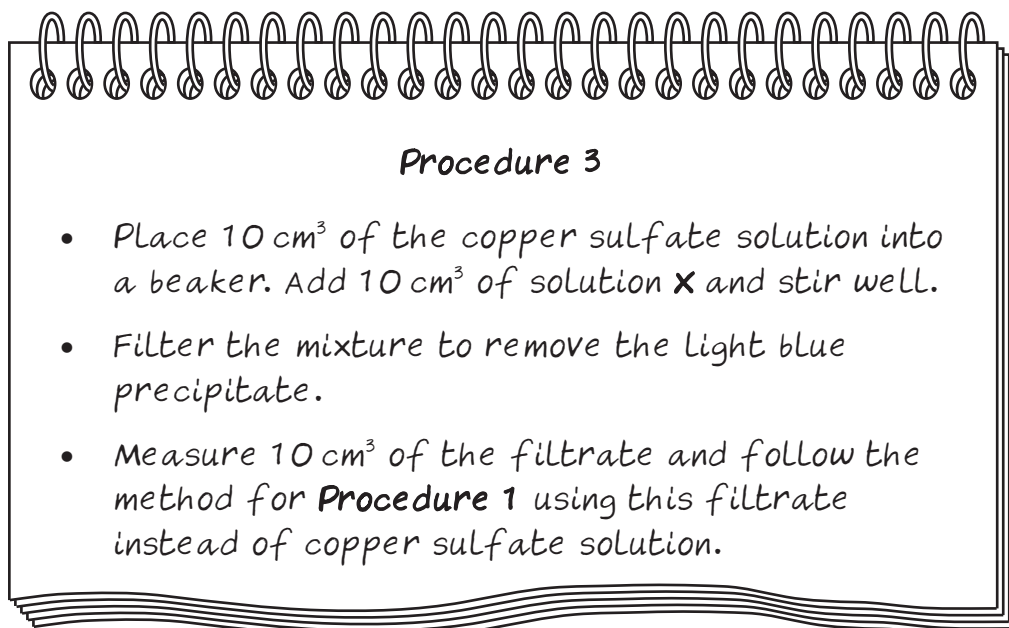 Procedure 3
• Place 10 cm³ of the copper sulfate solution into
a beaker. Add 10 cm³ of solution X and stir well.
• Filter the mixture to remove the light blue
precipitate.
• Measure 10 cm³ of the filtrate and follow the
method for Procedure 1 using this filtrate
instead of copper sulfate solution.